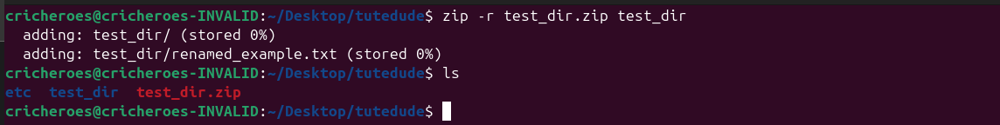 cricheroes@cricheroes-INVALID:~/Desktop/tutedude$ zip -r test_dir.zip test_dir
  adding: test_dir/ (stored 0%)
  adding: test_dir/renamed_example.txt (stored 0%)
cricheroes@cricheroes-INVALID:~/Desktop/tutedude$ ls
etc  test_dir  test_dir.zip
cricheroes@cricheroes-INVALID:~/Desktop/tutedude$